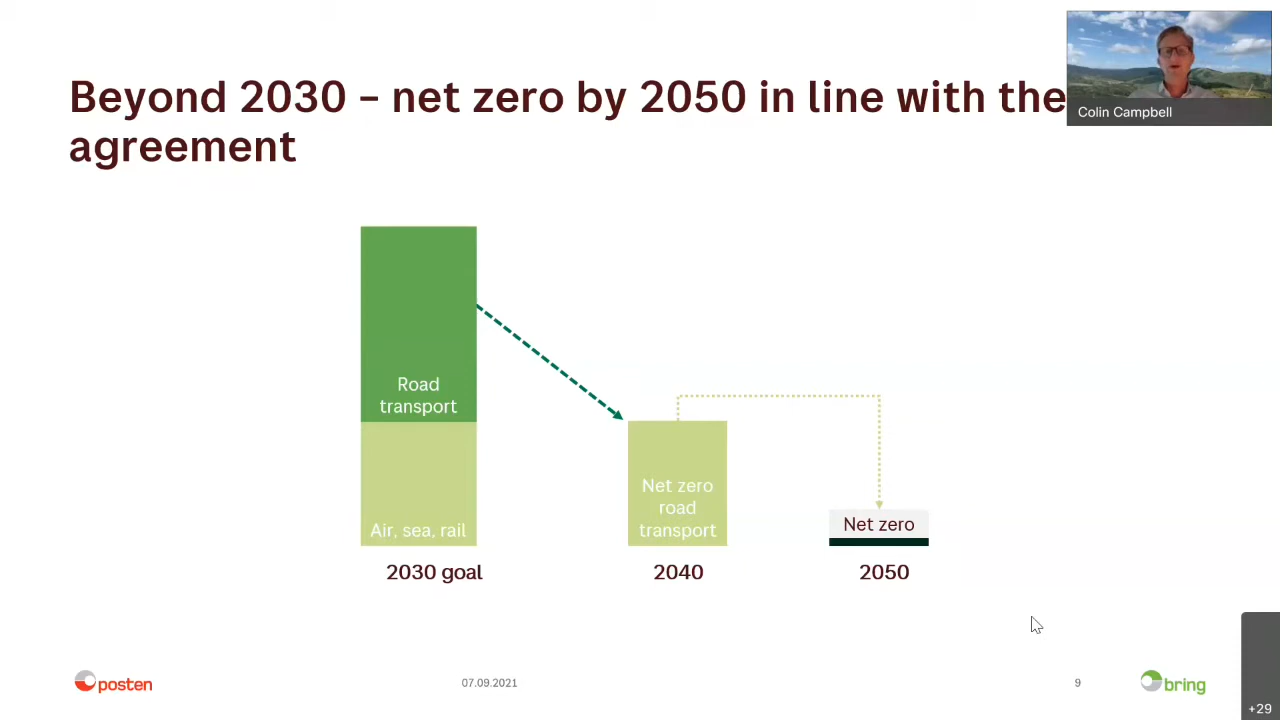 Beyond 2030 – net zero by 2050 in line with the
agreement
Colin Campbell
Road
transport
Air, sea, rail
Net zero
road
transport
Net zero
2030 goal
2040
2050
posten
07.09.2021
9
bring
+29